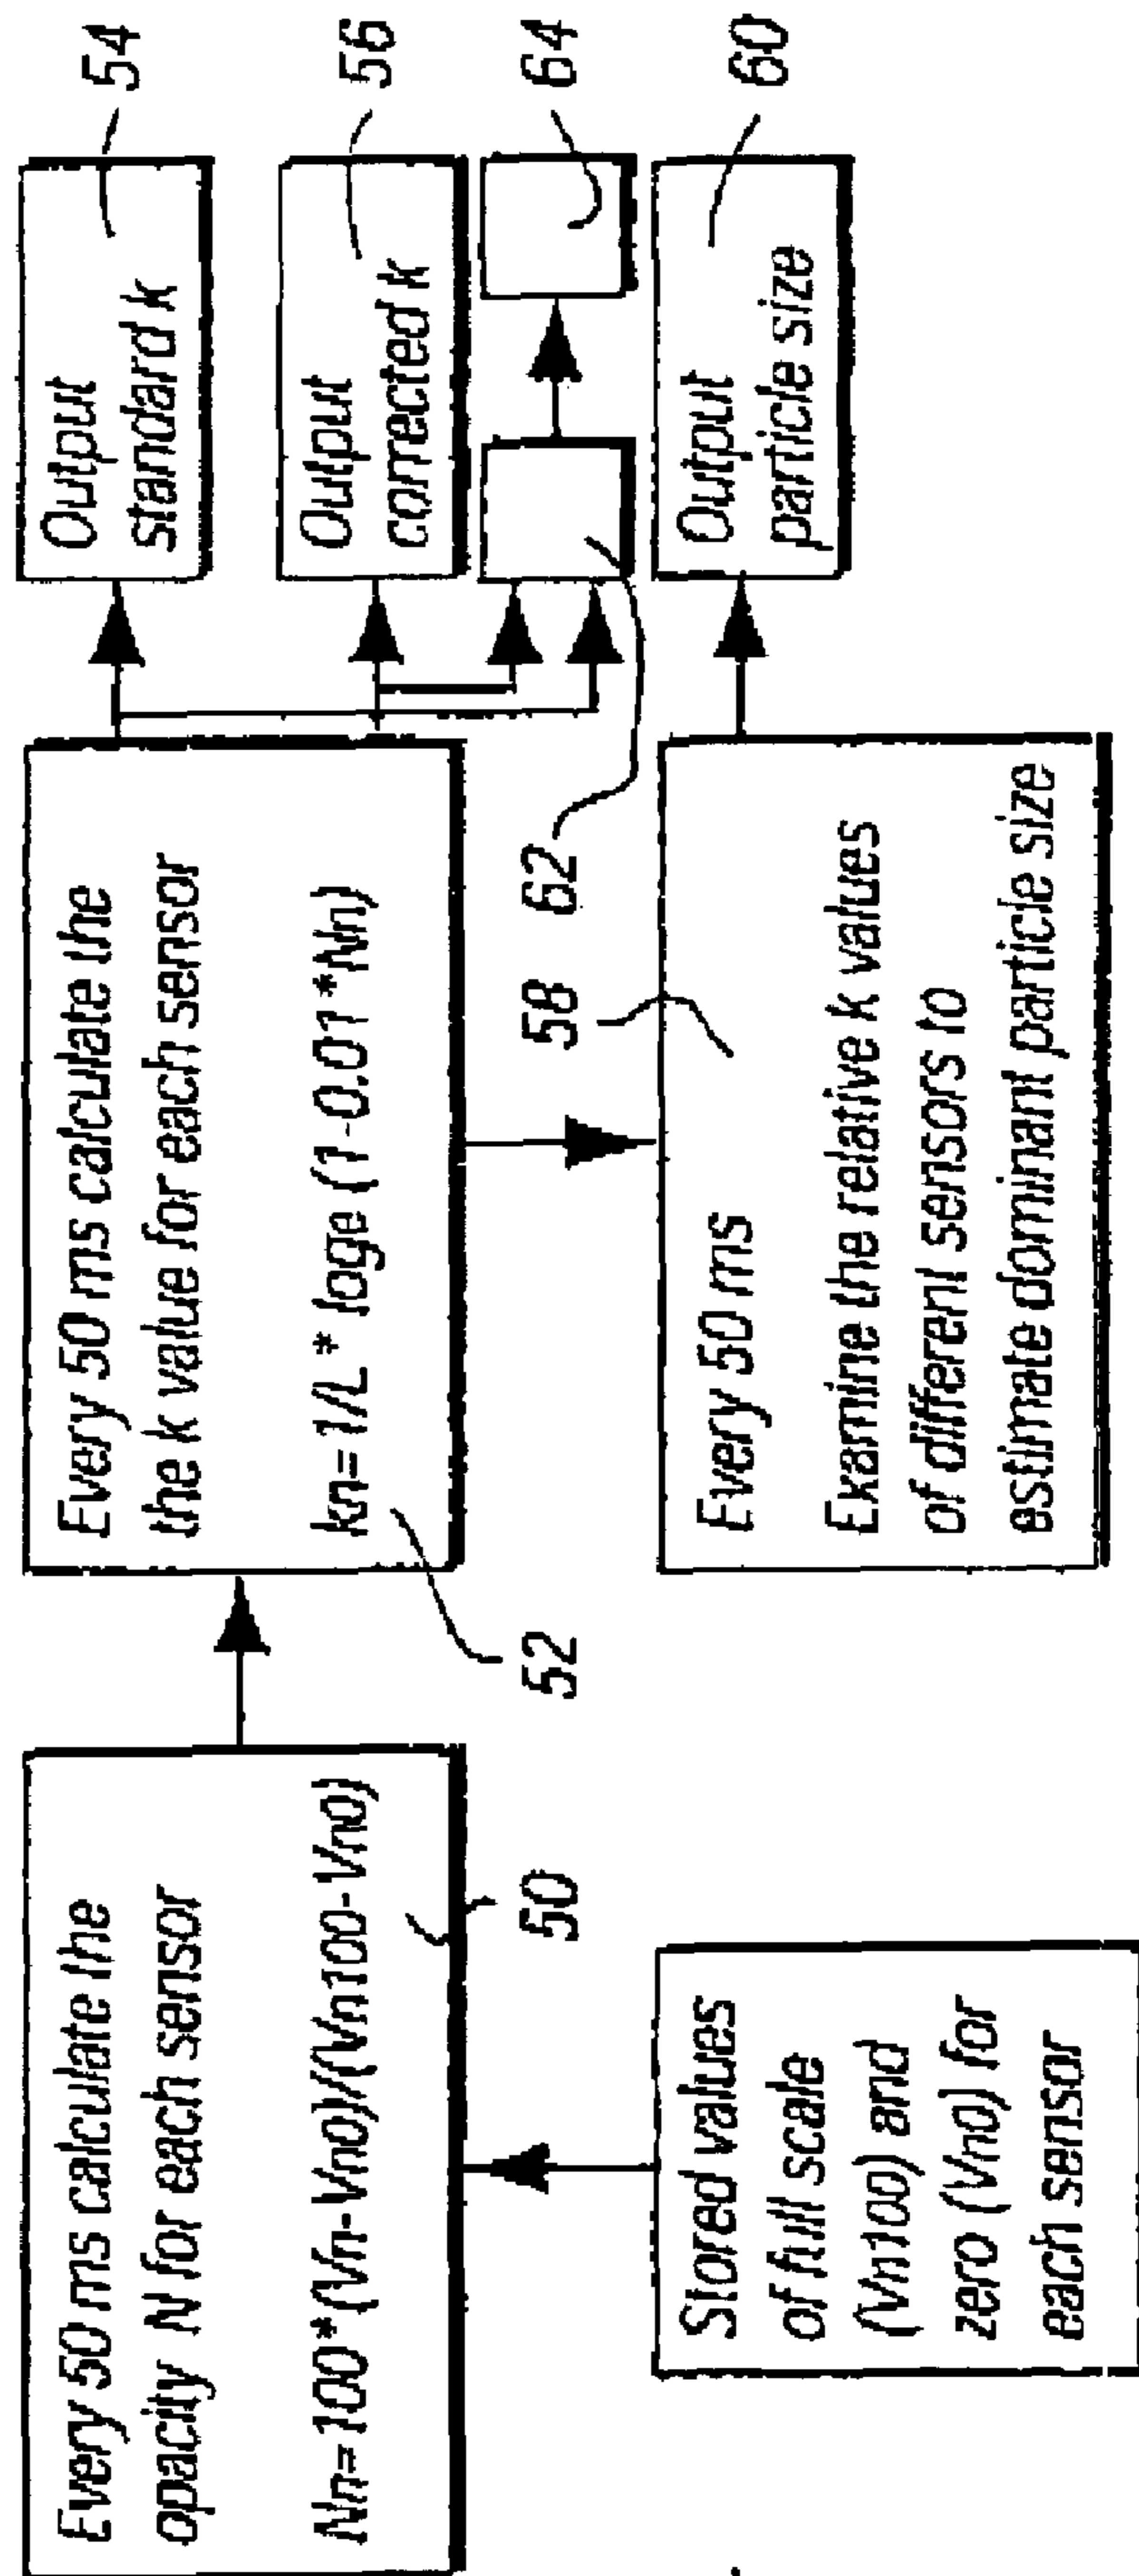 Every 50 ms calculate the
opacity N for each sensor
Nn=100*(Vn-Vn0)/(Vn100-Vn0)
50
Stored values
of full scale
(Vn100) and
zero (Vn0) for
each sensor
Every 50 ms calculate the
the k value for each sensor
kn=1/L* loge (1-0.01*Nn)
52
Every 50 ms
Examine the relative k values
of different sensors to
estimate dominant particle size
58
62
Output
standard k
54
Output
corrected k
56
64
Output
particle size
60